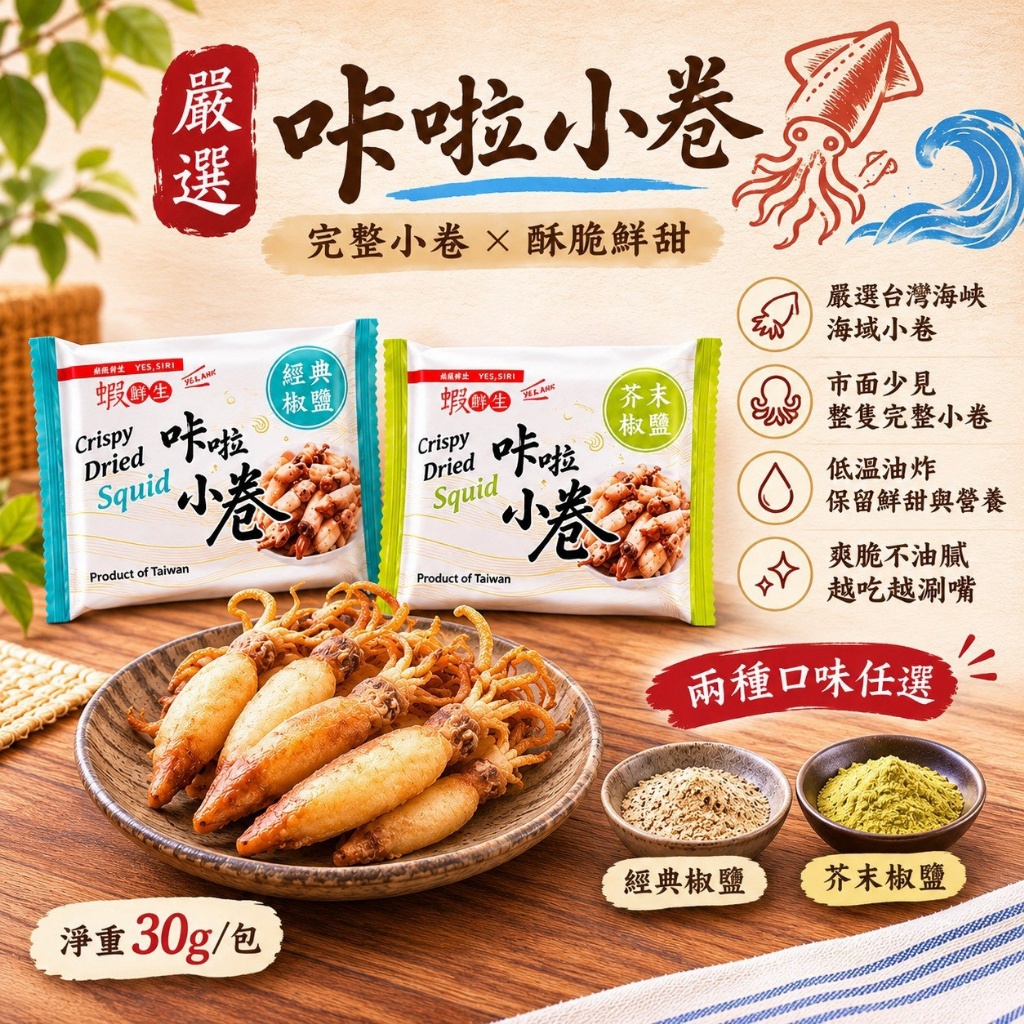 嚴選
咔啦小卷
完整小卷 × 酥脆鮮甜
嚴選台灣海峽
海域小卷
市面少見
整隻完整小卷
低溫油炸
保留鮮甜與營養
爽脆不油膩
越吃越涮嘴
YES, SIR!
蝦鮮生
經典
椒鹽
Crispy
Dried
Squid
咔啦
小卷
Product of Taiwan
YES, SIR!
蝦鮮生
芥末
椒鹽
Crispy
Dried
Squid
咔啦
小卷
Product of Taiwan
兩種口味任選
經典椒鹽
芥末椒鹽
淨重30g/包